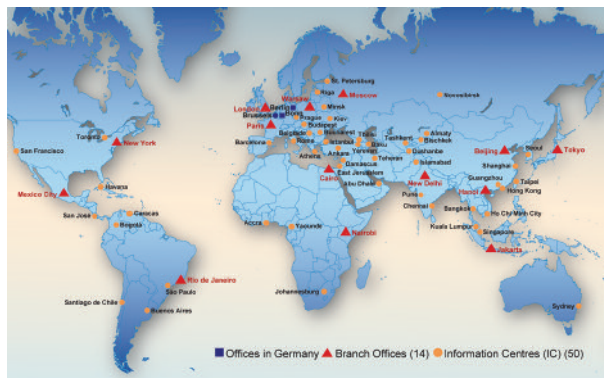 St. Petersburg
Riga
Moscow
Novosibirsk
Warsaw
London
Berlin
Minsk
Brussels
Bonn
Kiev
Prague
Paris
Budapest
Almaty
Belgrade
Bucharest
Tbilisi
Tashkent
Bischkek
Toronto
New York
Barcelona
Rome
Istanbul
Baku
Dushanbe
Beijing
Seoul
Tokyo
San Francisco
Ankara
Yerevan
Athens
Teheran
Islamabad
Shanghai
Damascus
East Jerusalem
Guangzhou
Taipei
Cairo
Abu Dhabi
New Delhi
Hanoi
Hong Kong
Mexico City
Havana
Pune
San Jose
Caracas
Chennai
Bangkok
Ho Chi Minh City
Bogotá
Accra
Yaounde
Nairobi
Kuala Lumpur
Singapore
Jakarta
Rio de Janeiro
São Paulo
Johannesburg
Santiago de Chile
Buenos Aires
Sydney
Offices in Germany
Branch Offices (14)
Information Centres (IC) (50)